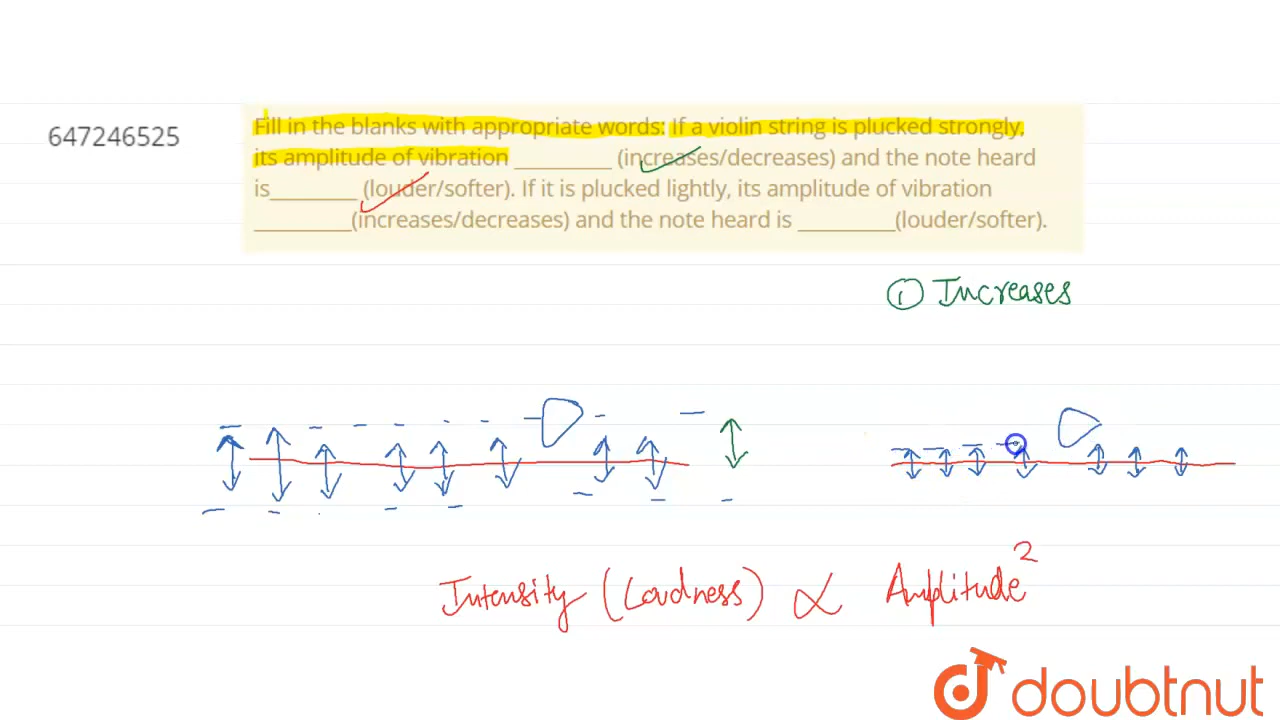 647246525
Fill in the blanks with appropriate words: If a violin string is plucked strongly,
its amplitude of vibration __________ (increases/decreases) and the note heard
is_________ (louder/softer). If it is plucked lightly, its amplitude of vibration
__________(increases/decreases) and the note heard is __________(louder/softer).
① Increases
Intensity (Loudness) ∝ Amplitude²
doubtnut